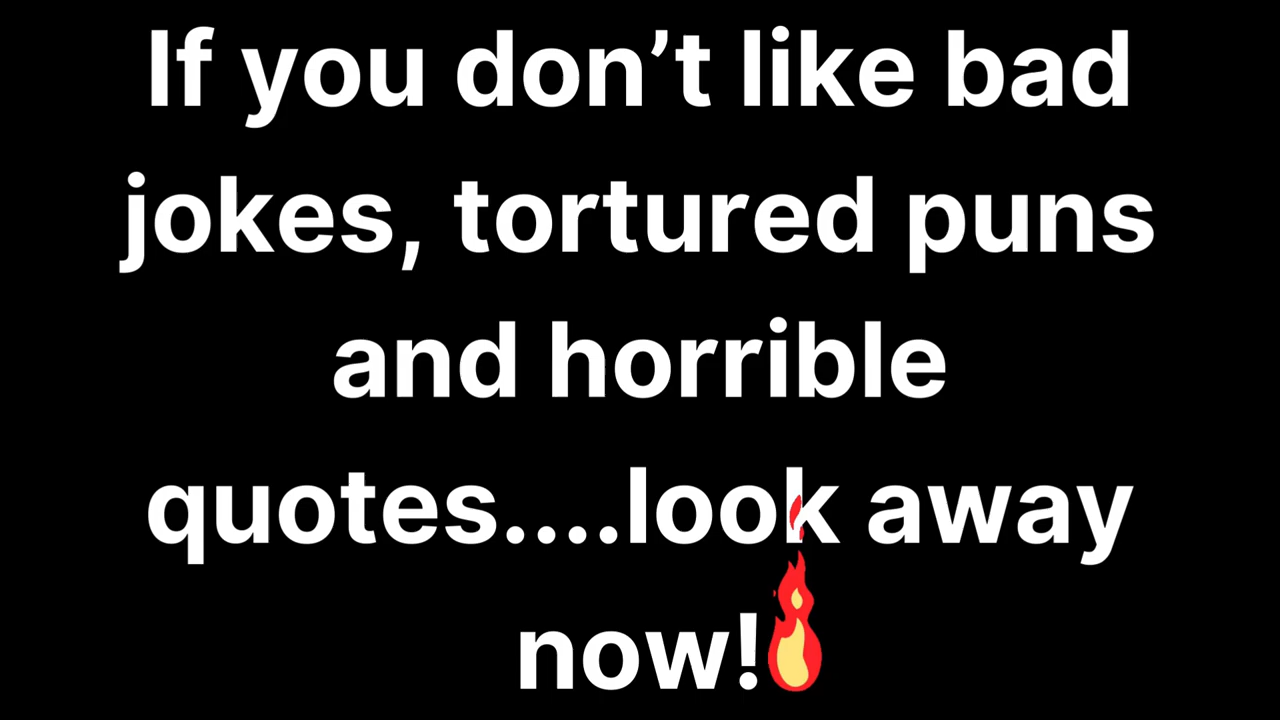 If you don’t like bad
jokes, tortured puns
and horrible
quotes....look away
now!